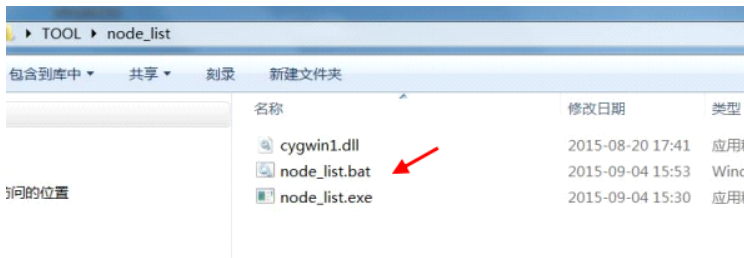 TOOL node_list
包含到库中 共享 刻录 新建文件夹
名称 修改日期 类型
cygwin1.dll 2015-08-20 17:41
node_list.bat 2015-09-04 15:53
node_list.exe 2015-09-04 15:30
问的位置